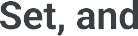 Set, and